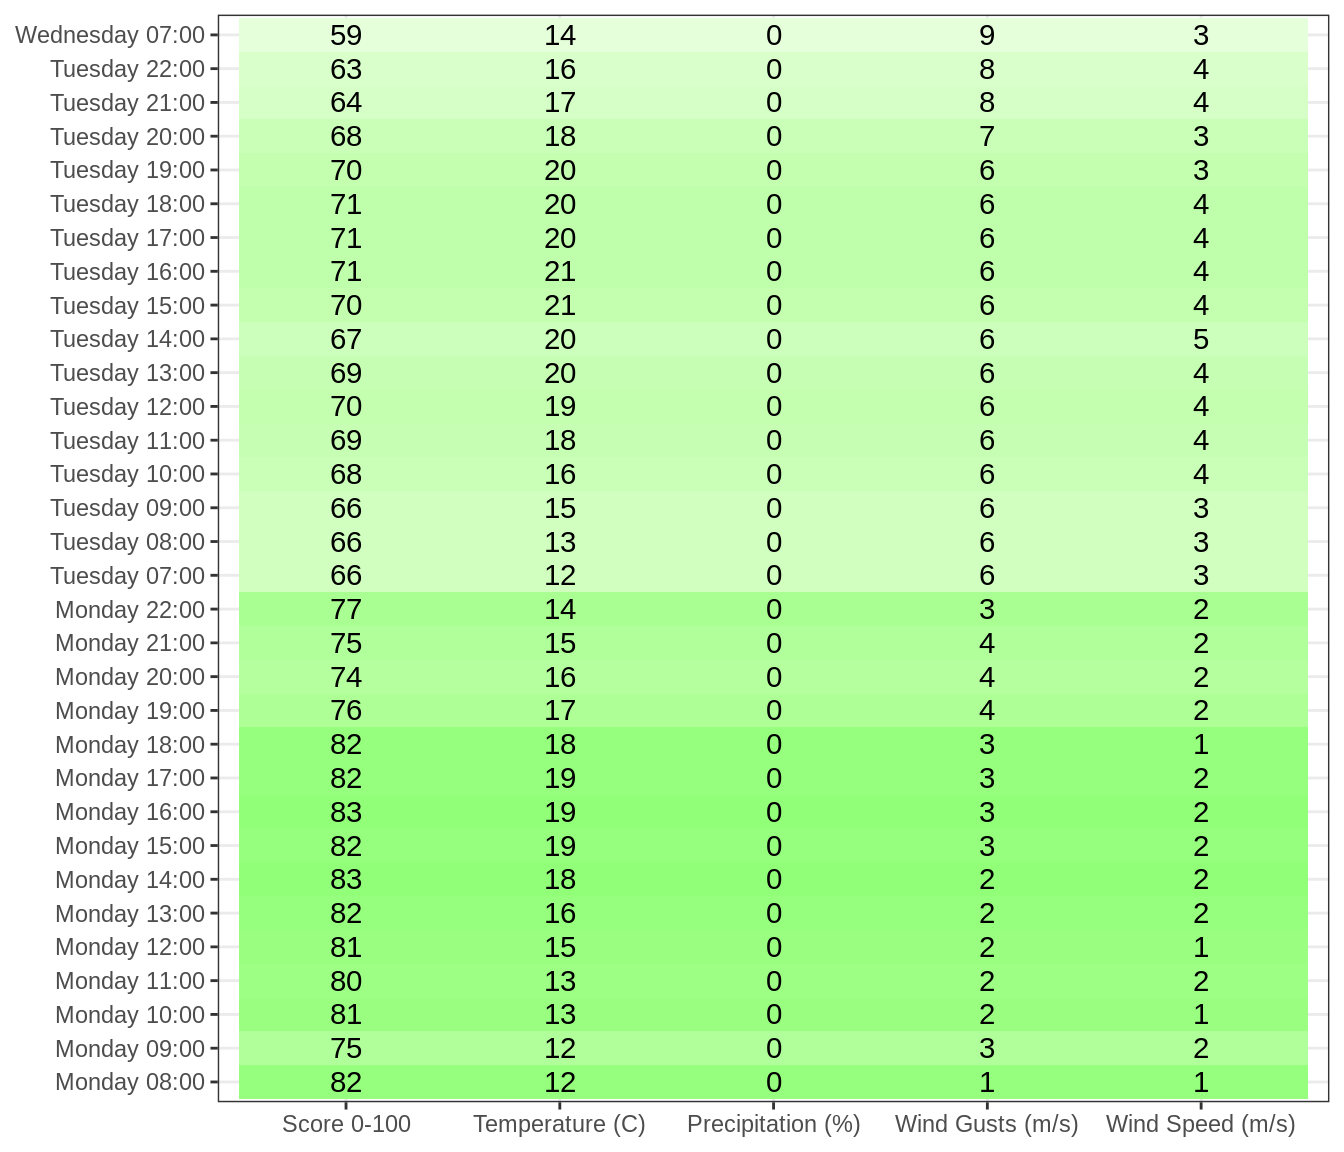 Wednesday 07:00 59 14 0 9 3
Tuesday 22:00 63 16 0 8 4
Tuesday 21:00 64 17 0 8 4
Tuesday 20:00 68 18 0 7 3
Tuesday 19:00 70 20 0 6 3
Tuesday 18:00 71 20 0 6 4
Tuesday 17:00 71 20 0 6 4
Tuesday 16:00 71 21 0 6 4
Tuesday 15:00 70 21 0 6 4
Tuesday 14:00 67 20 0 6 5
Tuesday 13:00 69 20 0 6 4
Tuesday 12:00 70 19 0 6 4
Tuesday 11:00 69 18 0 6 4
Tuesday 10:00 68 16 0 6 4
Tuesday 09:00 66 15 0 6 3
Tuesday 08:00 66 13 0 6 3
Tuesday 07:00 66 12 0 6 3
Monday 22:00 77 14 0 3 2
Monday 21:00 75 15 0 4 2
Monday 20:00 74 16 0 4 2
Monday 19:00 76 17 0 4 2
Monday 18:00 82 18 0 3 1
Monday 17:00 82 19 0 3 2
Monday 16:00 83 19 0 3 2
Monday 15:00 82 19 0 3 2
Monday 14:00 83 18 0 2 2
Monday 13:00 82 16 0 2 2
Monday 12:00 81 15 0 2 1
Monday 11:00 80 13 0 2 2
Monday 10:00 81 13 0 2 1
Monday 09:00 75 12 0 3 2
Monday 08:00 82 12 0 1 1
Score 0-100 Temperature (C) Precipitation (%) Wind Gusts (m/s) Wind Speed (m/s)